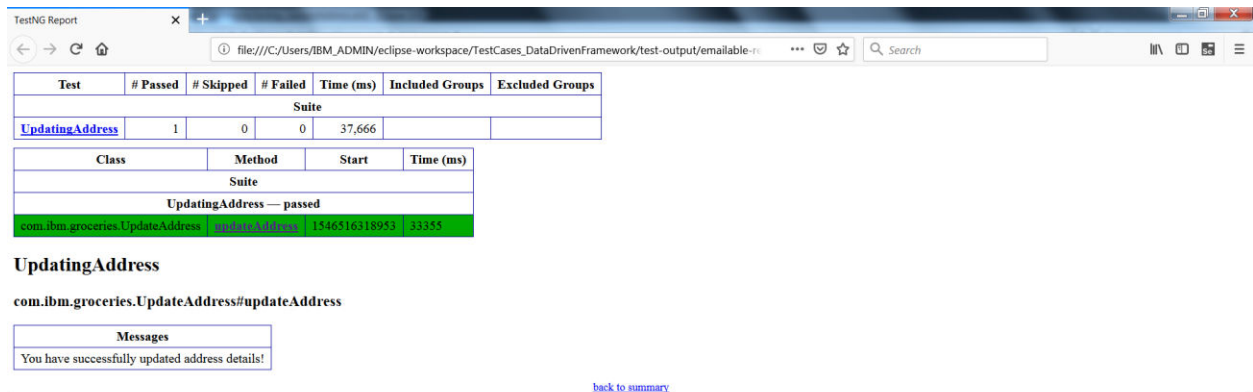 TestNG Report
file:///C:/Users/IBM_ADMIN/eclipse-workspace/TestCases_DataDrivenFramework/test-output/emailable-re
Search
Test # Passed # Skipped # Failed Time (ms) Included Groups Excluded Groups
Suite
UpdatingAddress 1 0 0 37,666
Class Method Start Time (ms)
Suite
UpdatingAddress — passed
com.ibm.groceries.UpdateAddress updateAddress 1546516318953 33355
UpdatingAddress
com.ibm.groceries.UpdateAddress#updateAddress
Messages
You have successfully updated address details!
back to summary